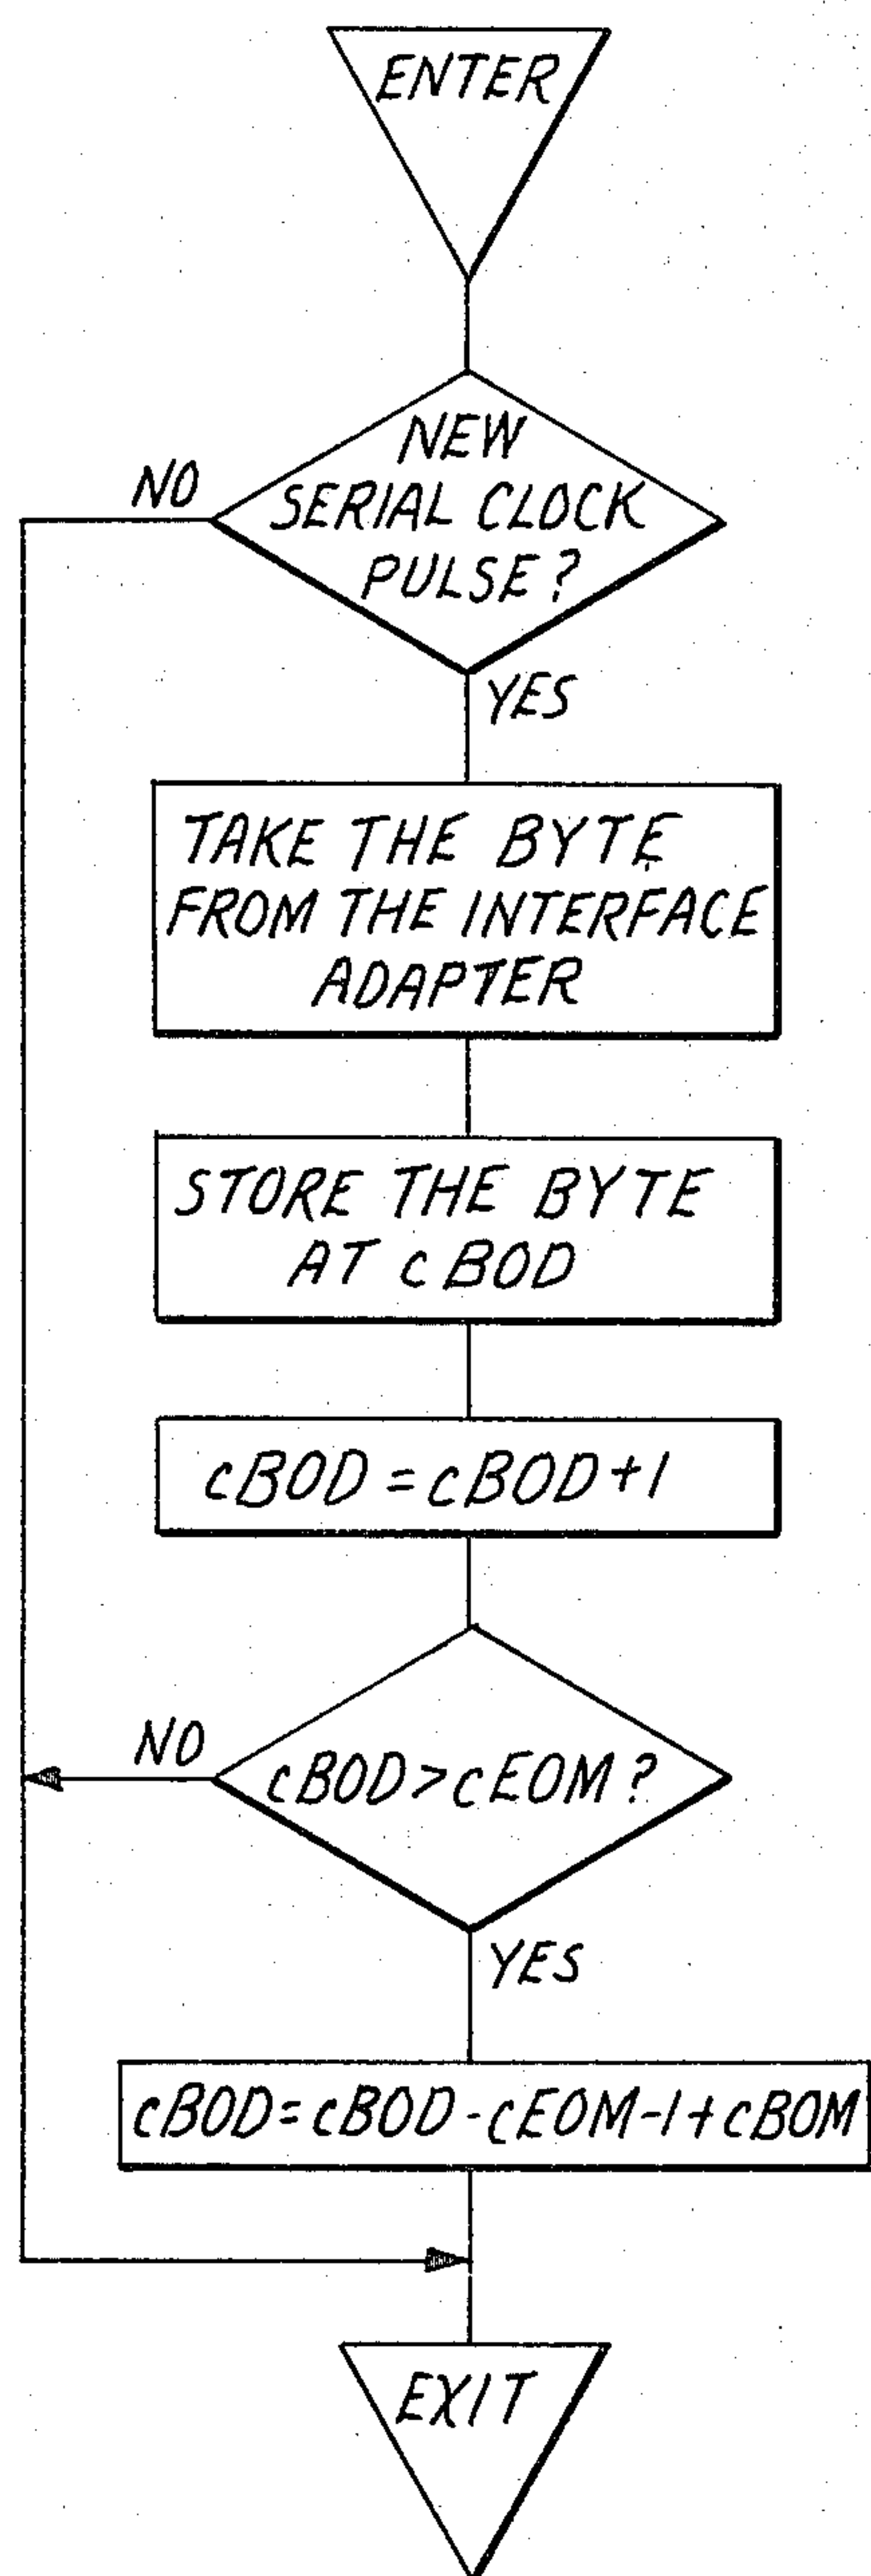 ENTER
NEW
SERIAL CLOCK
PULSE?
NO
YES
TAKE THE BYTE
FROM THE INTERFACE
ADAPTER
STORE THE BYTE
AT cBOD
cBOD=cBOD+1
cBOD>cEOM?
NO
YES
cBOD=cBOD-cEOM-1+cBOM
EXIT